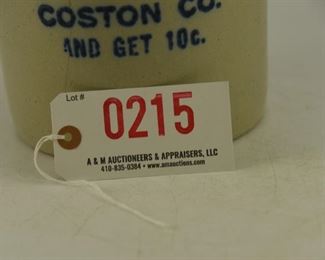 COSTON CO.
AND GET 10c.
Lot #
0215
A & M AUCTIONEERS & APPRAISERS, LLC
410-835-0384 • www.amauctions.com